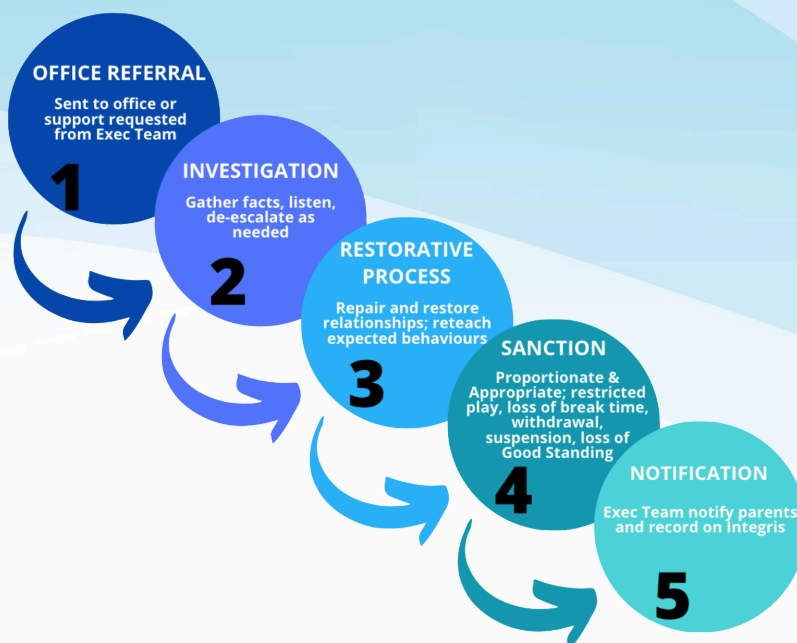 OFFICE REFERRAL
Sent to office or
support requested
from Exec Team
1
INVESTIGATION
Gather facts, listen,
de-escalate as
needed
2
RESTORATIVE
PROCESS
Repair and restore
relationships; reteach
expected behaviours
3
SANCTION
Proportionate &
Appropriate; restricted
play, loss of break time,
withdrawal,
suspension, loss of
Good Standing
4
NOTIFICATION
Exec Team notify parents
and record on Integris
5